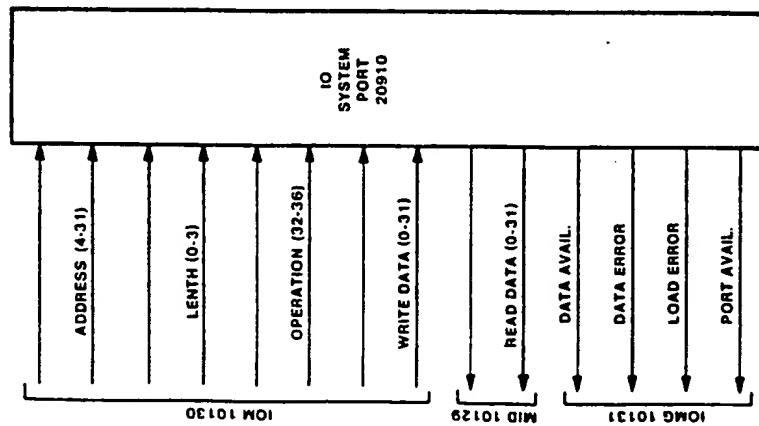 IO
SYSTEM
PORT
20910
ADDRESS (4-31)
LENTH (0-3)
OPERATION (32-36)
WRITE DATA (0-31)
READ DATA (0-31)
DATA AVAIL.
DATA ERROR
LOAD ERROR
PORT AVAIL.
IOM 10130
MID 10129
IOMC 10131